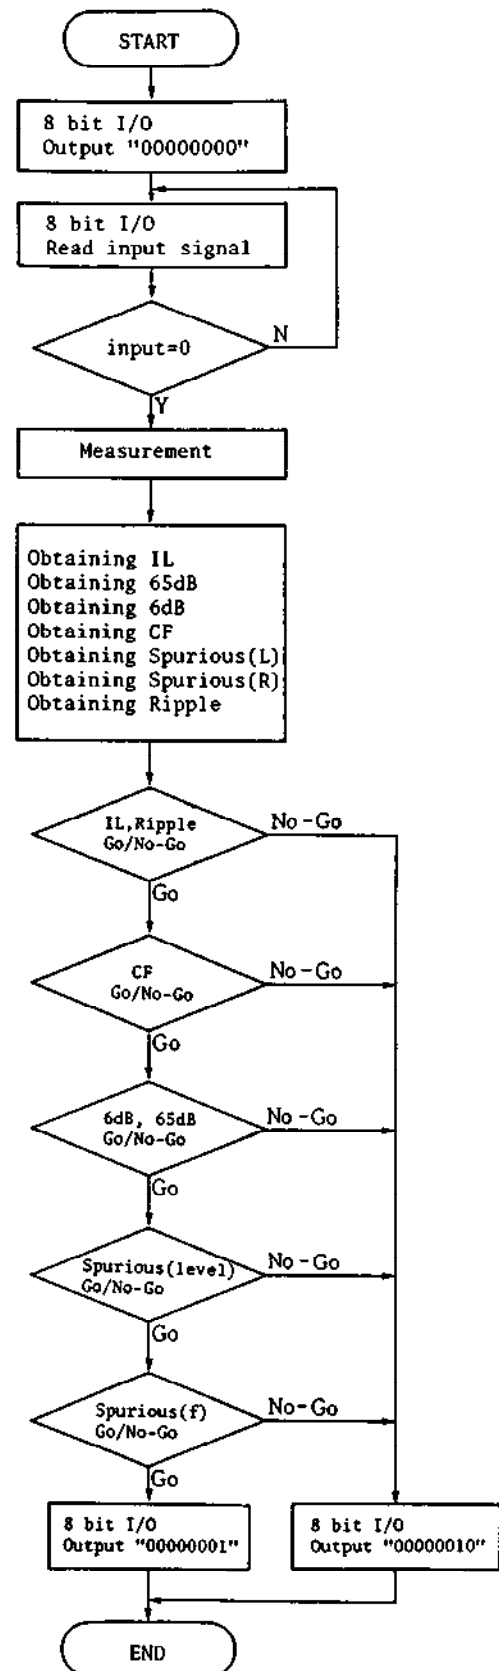 START
8 bit I/O
Output "00000000"
8 bit I/O
Read input signal
input=0
N
Y
Measurement
Obtaining IL
Obtaining 65dB
Obtaining 6dB
Obtaining CF
Obtaining Spurious(L)
Obtaining Spurious(R)
Obtaining Ripple
IL,Ripple
Go/No-Go
No-Go
Go
CF
Go/No-Go
No-Go
Go
6dB, 65dB
Go/No-Go
No-Go
Go
Spurious(level)
Go/No-Go
No-Go
Go
Spurious(f)
Go/No-Go
No-Go
Go
8 bit I/O
Output "00000001"
8 bit I/O
Output "00000010"
END